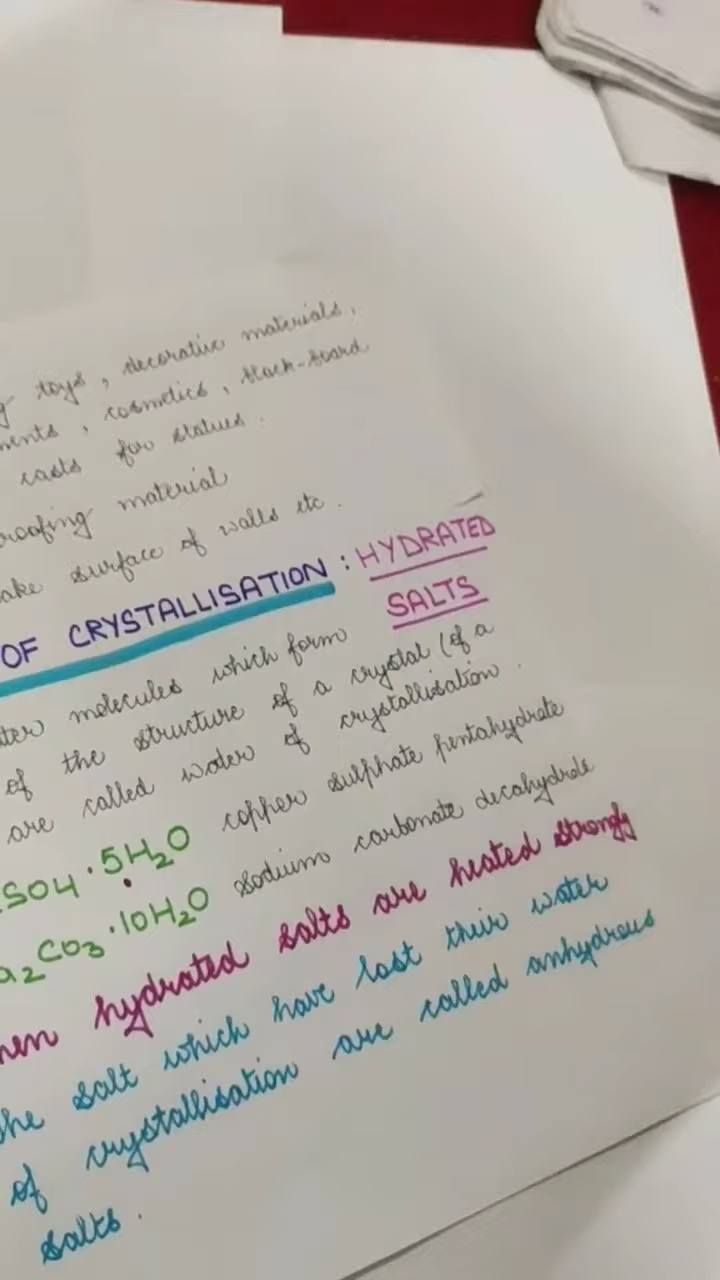 toys, decorative materials,
ments, cosmetics, black-board
casts for statues.
roofing material
ake surface of walls etc.
OF CRYSTALLISATION : HYDRATED
SALTS
ter molecules which form
of the structure of a crystal (of a
are called water of crystallisation.
SO4·5H2O copper sulphate pentahydrate
a2CO3·10H2O sodium carbonate decahydrate
hen hydrated salts are heated strongly
the salt which have lost their water
of crystallisation are called anhydrous
salts.